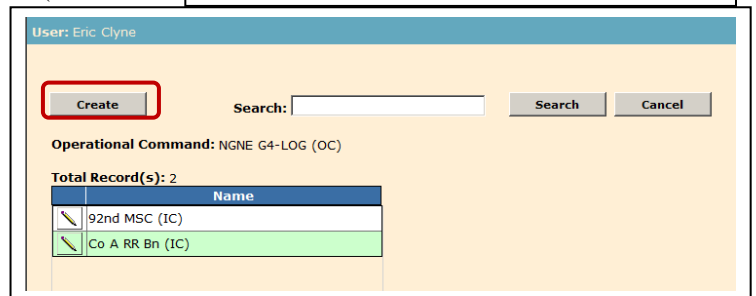 User: Eric Clyne
Create Search: Search Cancel
Operational Command: NGNE G4-LOG (OC)
Total Record(s): 2
Name
92nd MSC (IC)
Co A RR Bn (IC)